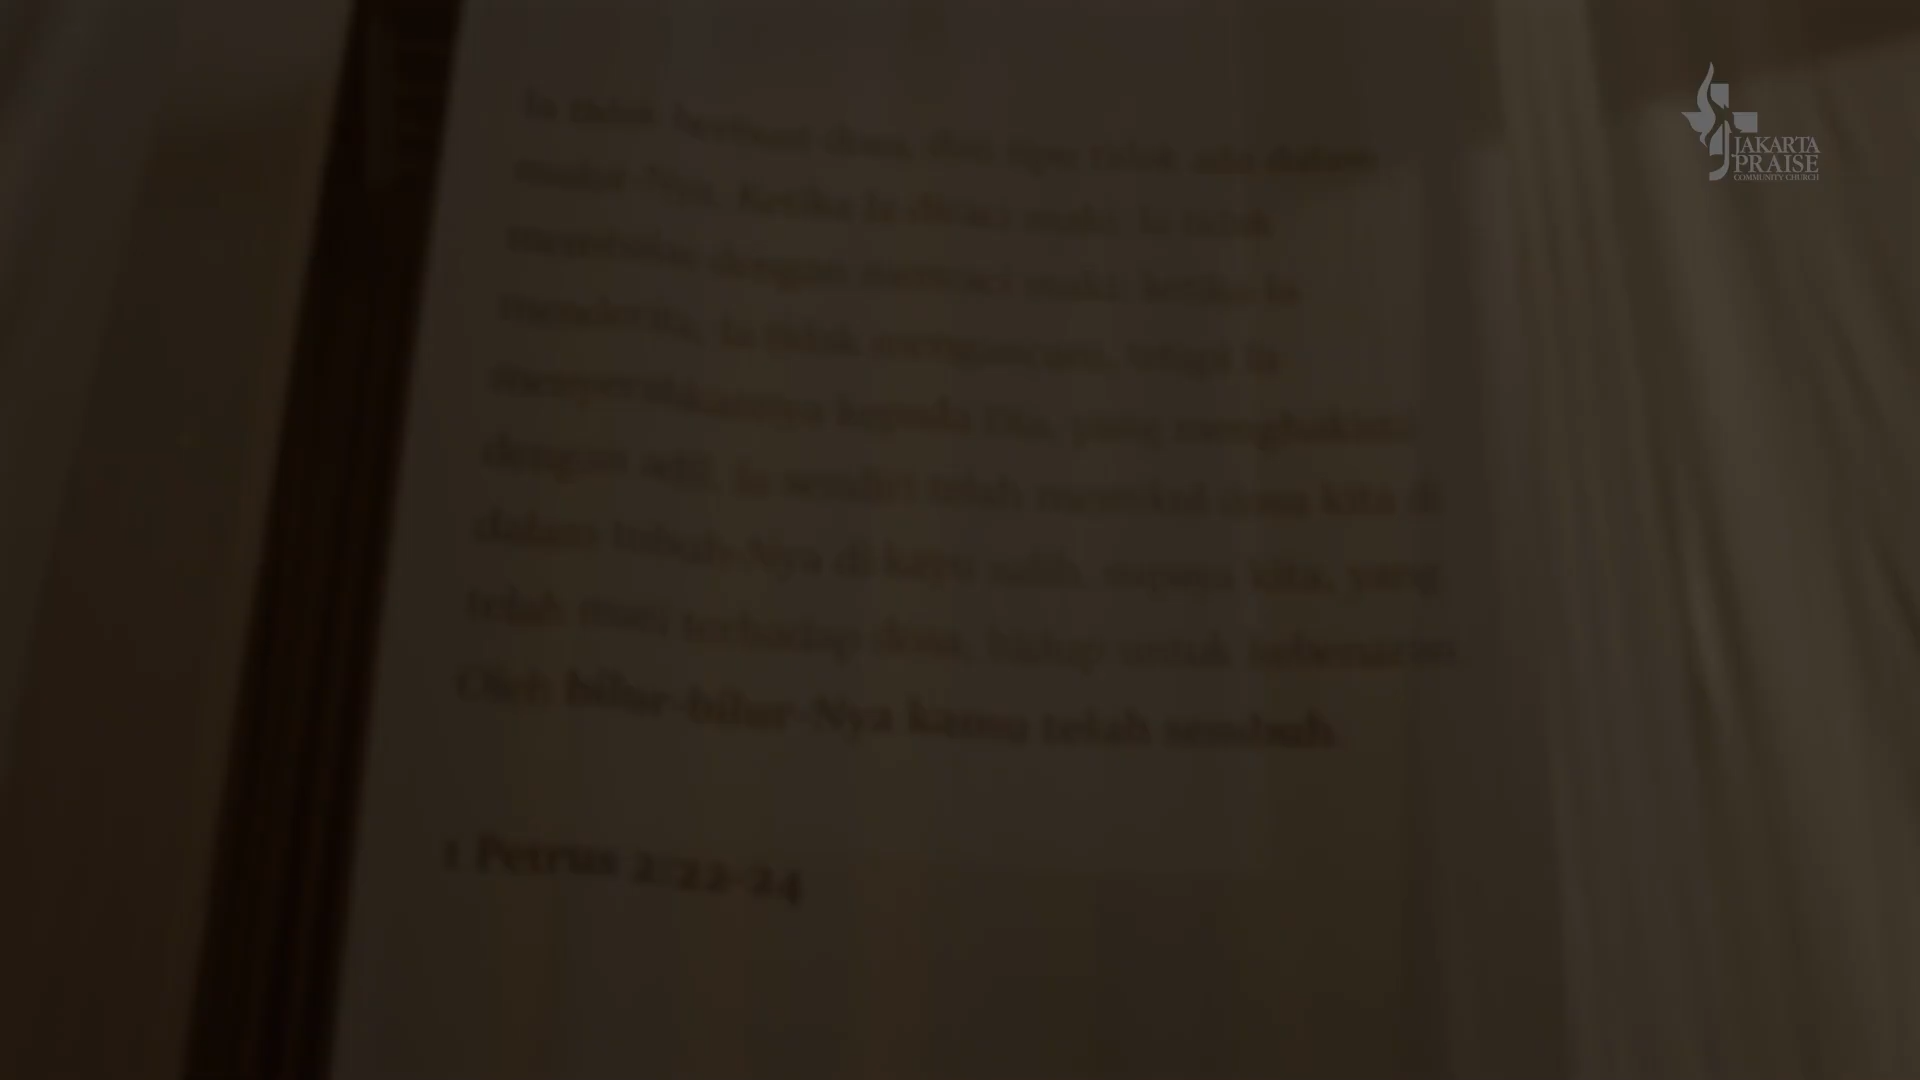 Ia tidak berbuat dosa, dan tipu tidak ada dalam
mulut-Nya. Ketika Ia dicaci maki, Ia tidak
membalas dengan mencaci maki; ketika Ia
menderita, Ia tidak mengancam, tetapi Ia
menyerahkannya kepada Dia, yang menghakimi
dengan adil. Ia sendiri telah memikul dosa kita di
dalam tubuh-Nya di kayu salib, supaya kita, yang
telah mati terhadap dosa, hidup untuk kebenaran.
Oleh bilur-bilur-Nya kamu telah sembuh
1 Petrus 2:22-24
JAKARTA
PRAISE
COMMUNITY CHURCH